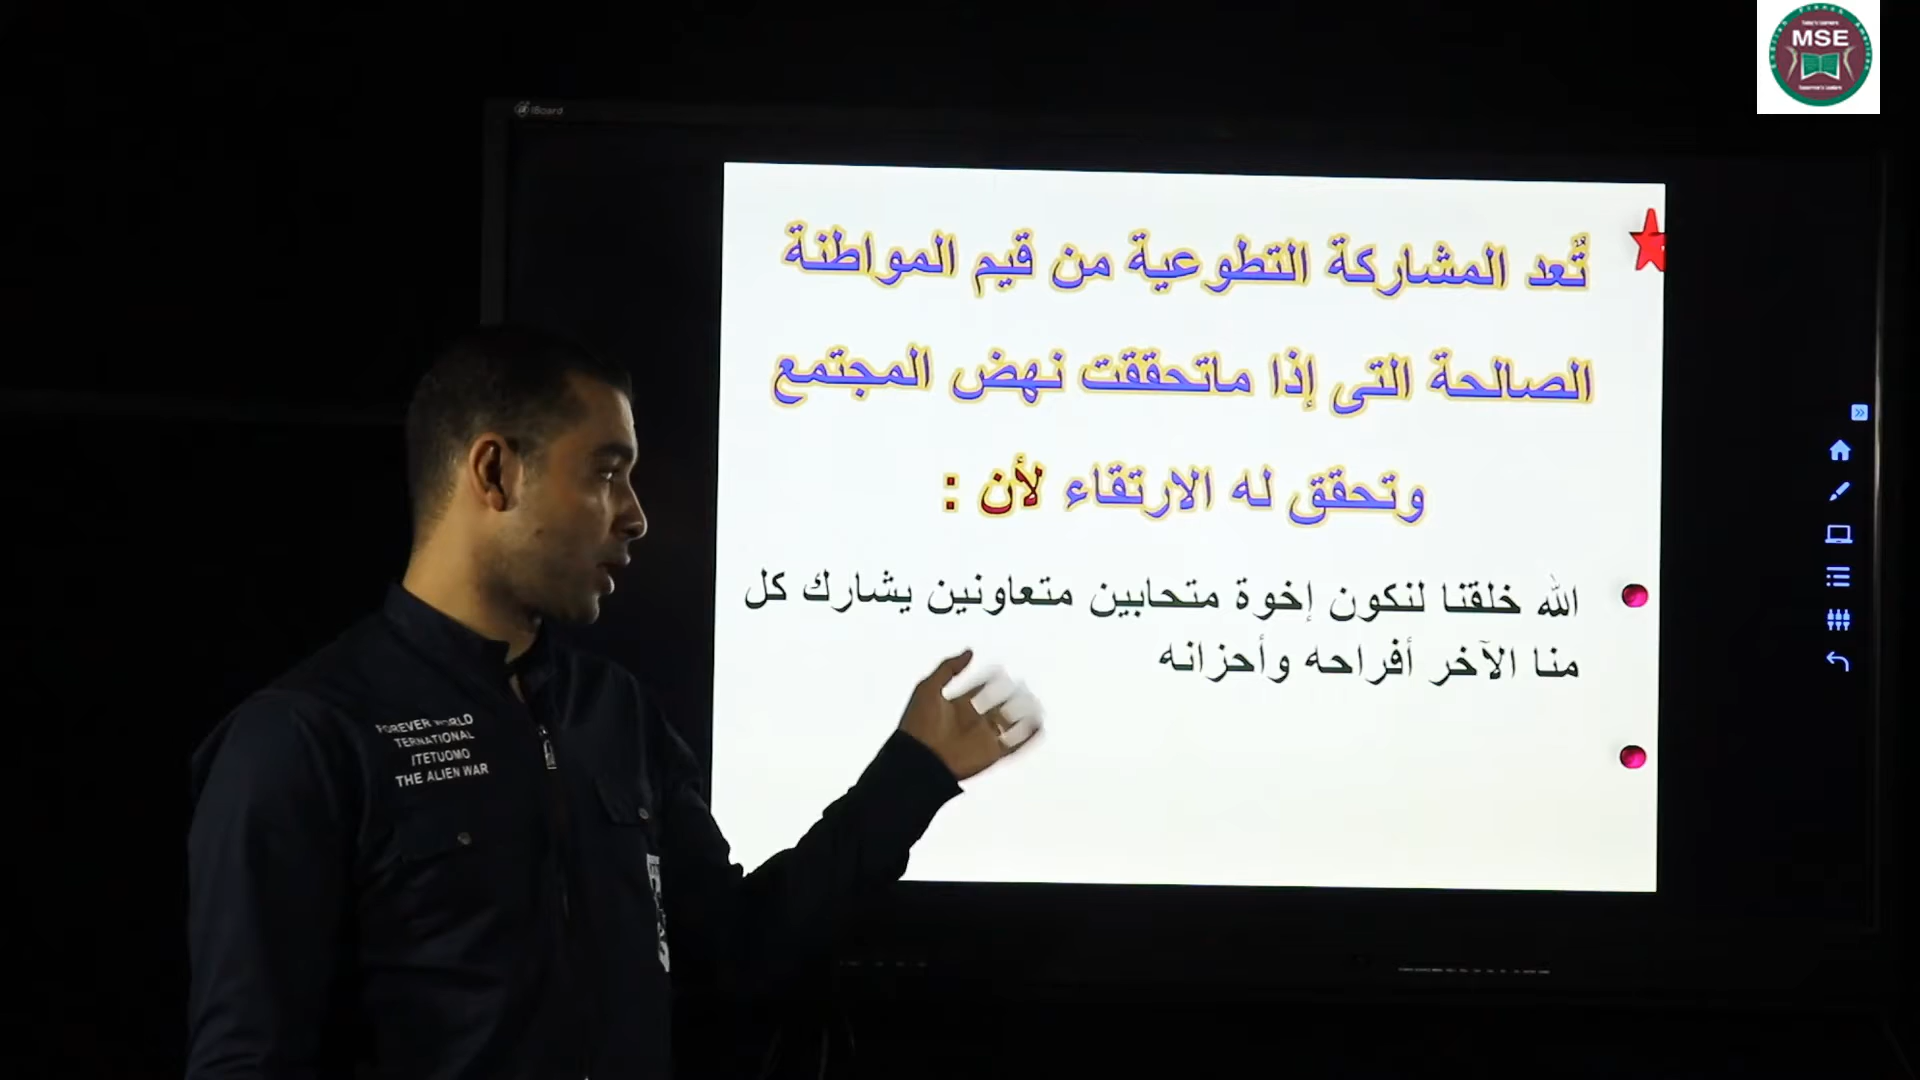 MSE
iBoard
تُعد المشاركة التطوعية من قيم المواطنة
الصالحة التى إذا ماتحققت نهض المجتمع
وتحقق له الارتقاء لأن :
الله خلقنا لنكون إخوة متحابين متعاونين يشارك كل
منا الآخر أفراحه وأحزانه
FOREVER WORLD
TERNATIONAL
ITETUOMO
THE ALIEN WAR